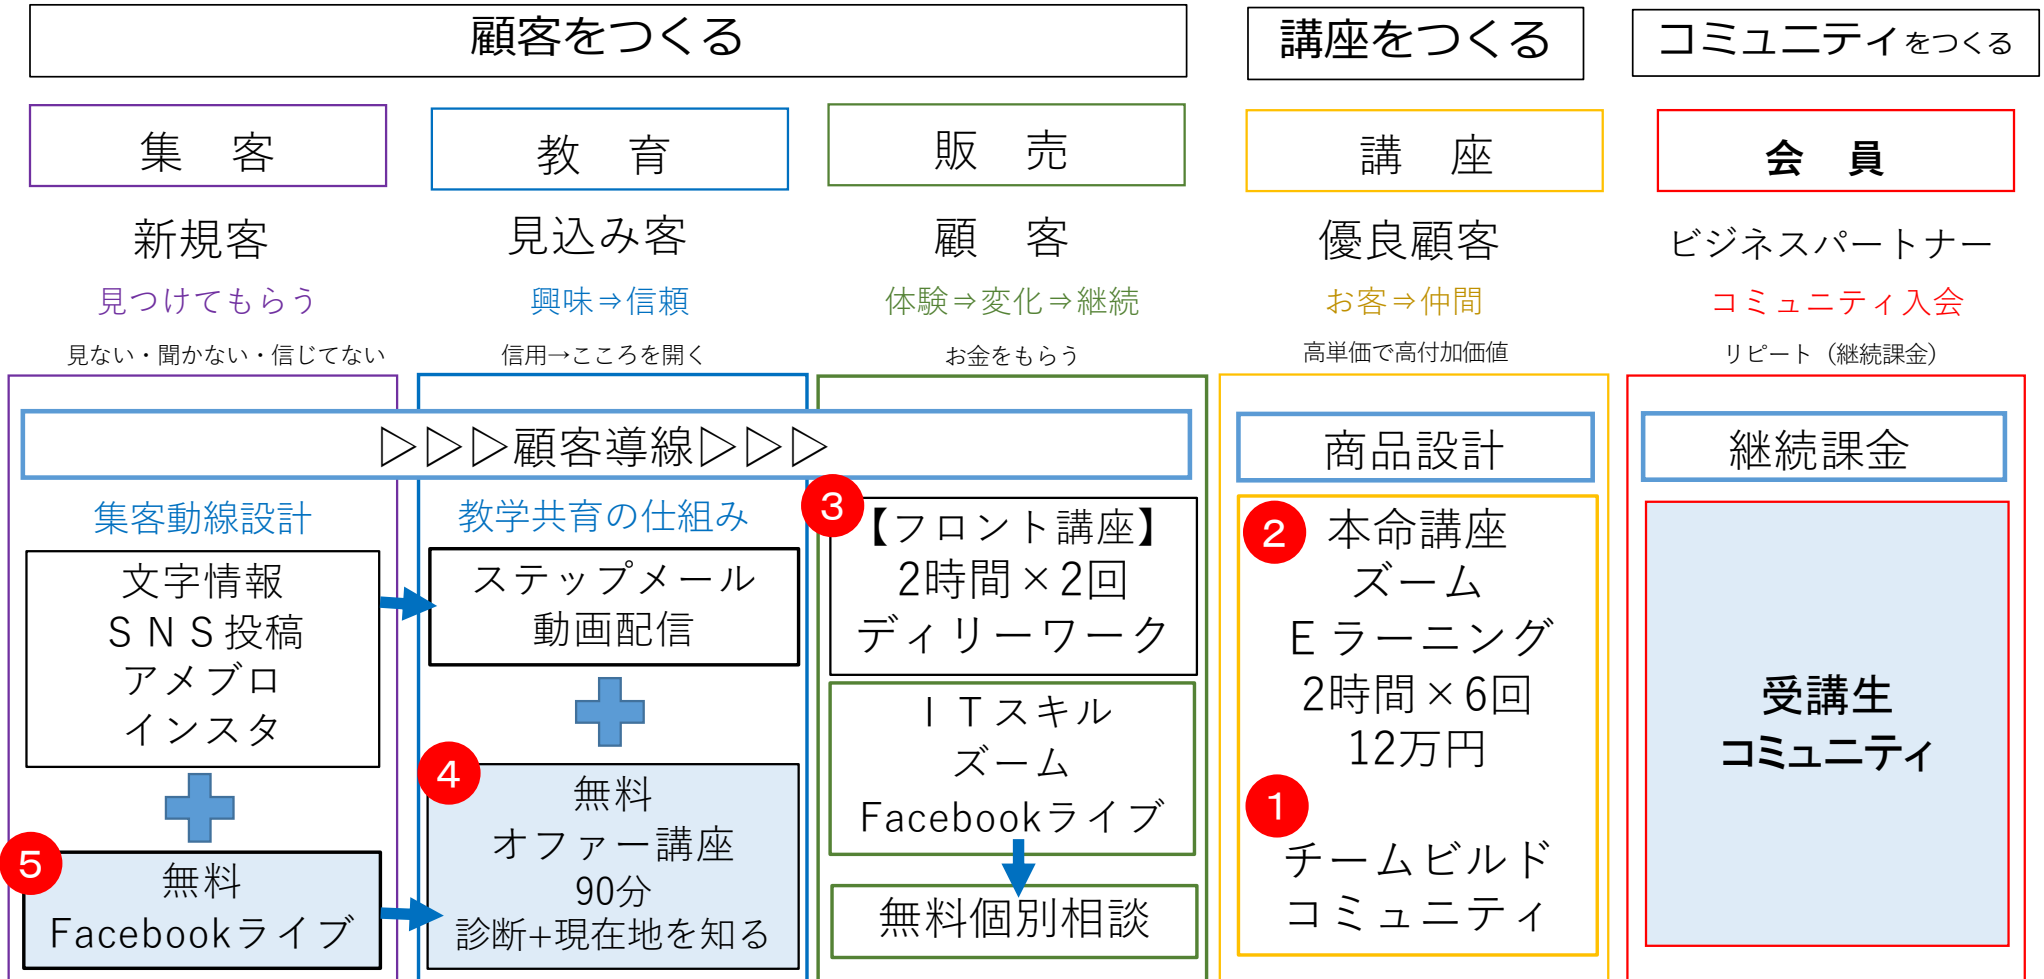 顧客をつくる
講座をつくる
コミュニティをつくる
集　客
教　育
販　売
講　座
会　員
新規客
見込み客
顧　客
優良顧客
ビジネスパートナー
見つけてもらう
興味⇒信頼
体験⇒変化⇒継続
お客⇒仲間
コミュニティ入会
見ない・聞かない・信じてない
信用→こころを開く
お金をもらう
高単価で高付加価値
リピート（継続課金）
▷▷▷顧客導線▷▷▷
商品設計
継続課金
集客動線設計
文字情報
ＳＮＳ投稿
アメブロ
インスタ
5
無料
Facebookライブ
教学共育の仕組み
ステップメール
動画配信
4
無料
オファー講座
90分
診断+現在地を知る
3
【フロント講座】
2時間×2回
ディリーワーク
ＩＴスキル
ズーム
Facebookライブ
無料個別相談
2
本命講座
ズーム
Ｅラーニング
2時間×6回
12万円
1
チームビルド
コミュニティ
受講生
コミュニティ